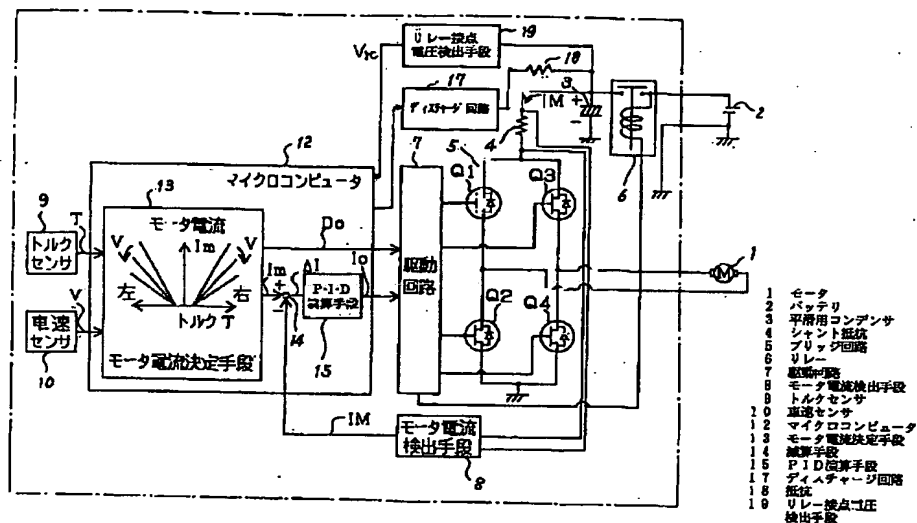 19
リレー接点
電圧検出手段
Vrc
18
17
ディスチャージ回路
3
IM
+
-
4
2
6
12
マイクロコンピュータ
7
5
Q1
Q3
13
モータ電流
Im
V
V
左
右
トルクT
モータ電流決定手段
9
T
トルク
センサ
V
車速
センサ
10
Do
Im
+
-
ΔI
Io
P・I・D
演算手段
14
15
駆動
回路
Q2
Q4
M
1
IM
モータ電流
検出手段
8
1 モータ
2 バッテリ
3 平滑用コンデンサ
4 シャント抵抗
5 ブリッジ回路
6 リレー
7 駆動回路
8 モータ電流検出手段
9 トルクセンサ
10 車速センサ
12 マイクロコンピュータ
13 モータ電流決定手段
14 減算手段
15 PID演算手段
17 ディスチャージ回路
18 抵抗
19 リレー接点電圧
検出手段